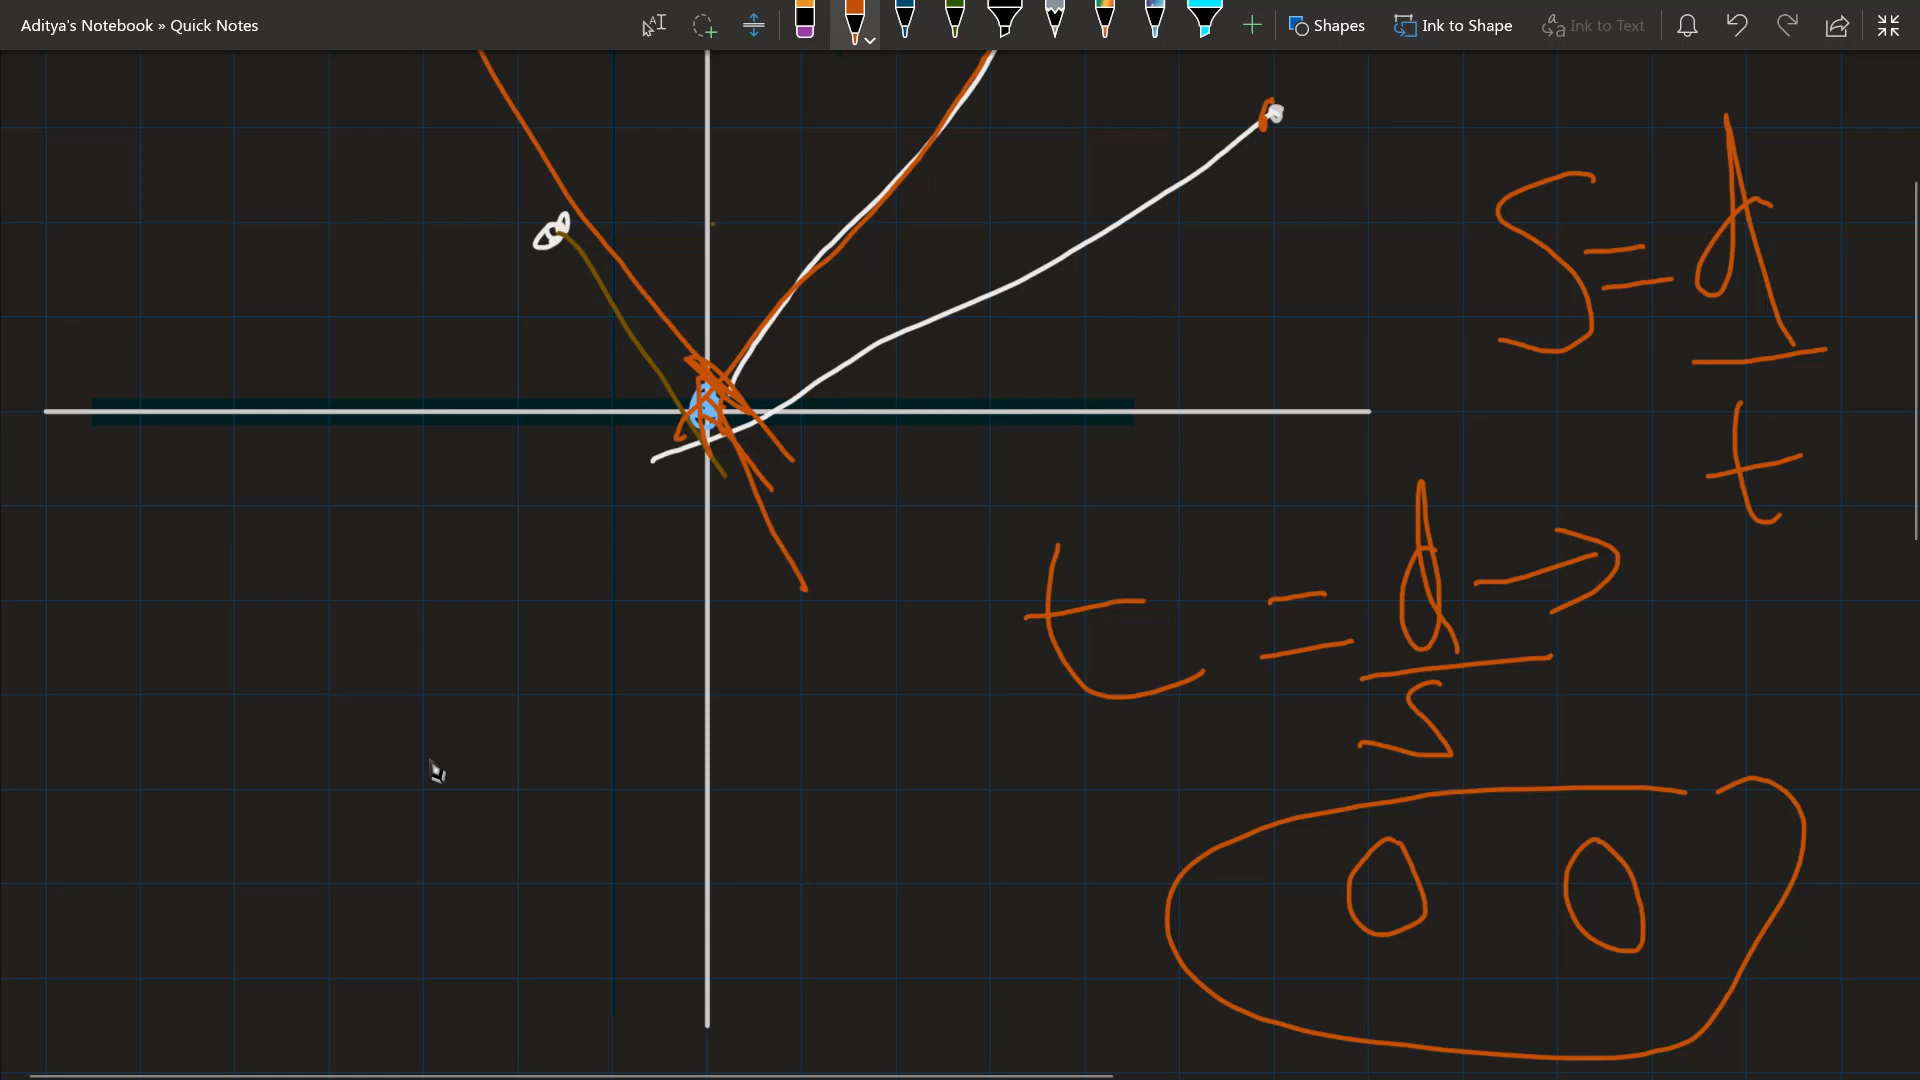 Aditya's Notebook » Quick Notes
Shapes
Ink to Shape
Ink to Text
S = d
t
t = d →
s